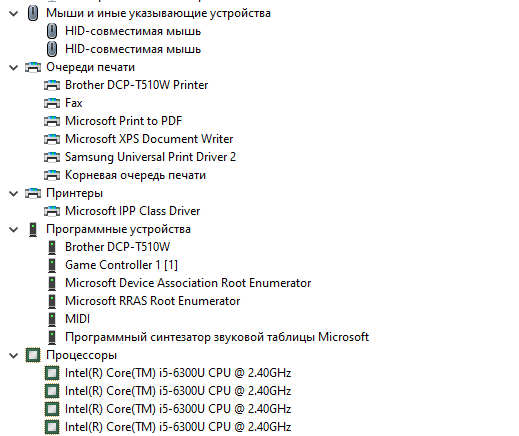 Мыши и иные указывающие устройства
HID-совместимая мышь
HID-совместимая мышь
Очереди печати
Brother DCP-T510W Printer
Fax
Microsoft Print to PDF
Microsoft XPS Document Writer
Samsung Universal Print Driver 2
Корневая очередь печати
Принтеры
Microsoft IPP Class Driver
Программные устройства
Brother DCP-T510W
Game Controller 1 [1]
Microsoft Device Association Root Enumerator
Microsoft RRAS Root Enumerator
MIDI
Программный синтезатор звуковой таблицы Microsoft
Процессоры
Intel(R) Core(TM) i5-6300U CPU @ 2.40GHz
Intel(R) Core(TM) i5-6300U CPU @ 2.40GHz
Intel(R) Core(TM) i5-6300U CPU @ 2.40GHz
Intel(R) Core(TM) i5-6300U CPU @ 2.40GHz